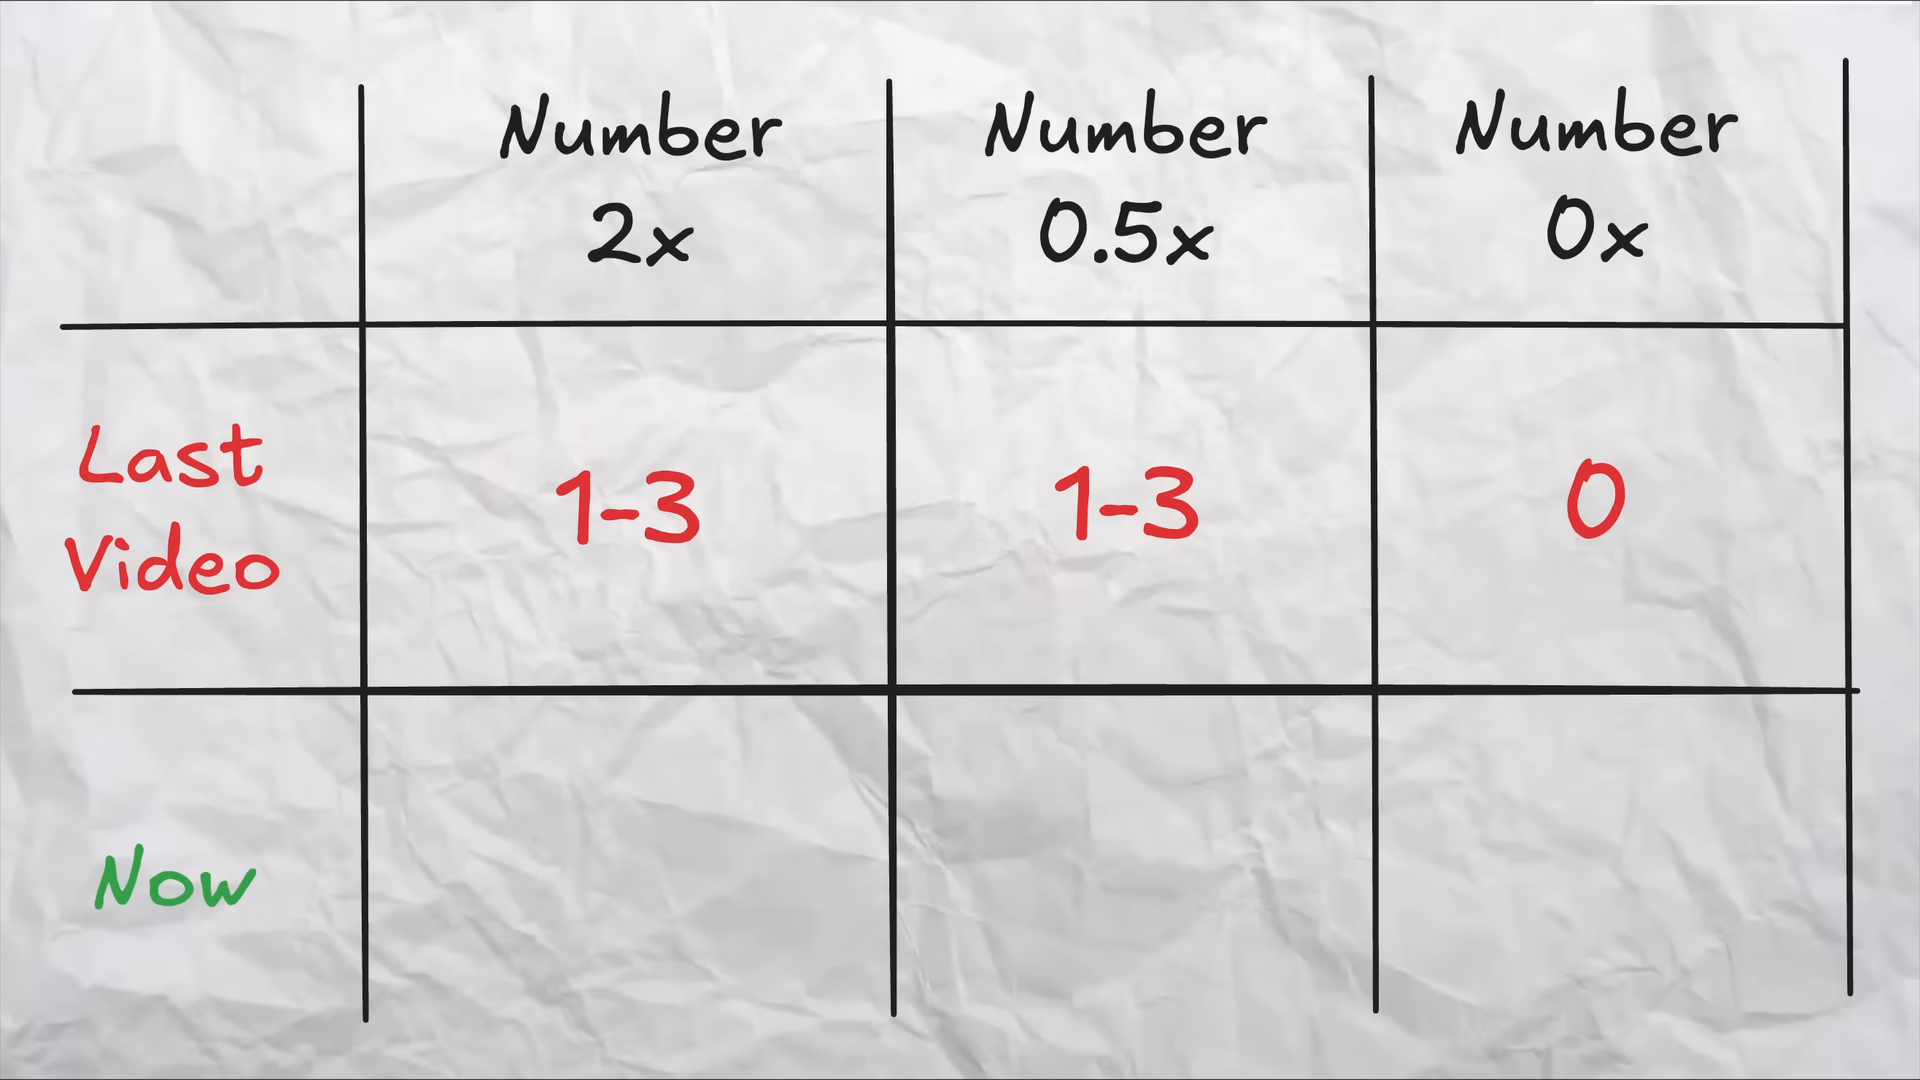 Number Number Number
2x 0.5x 0x
Last
Video
1-3 1-3 0
Now